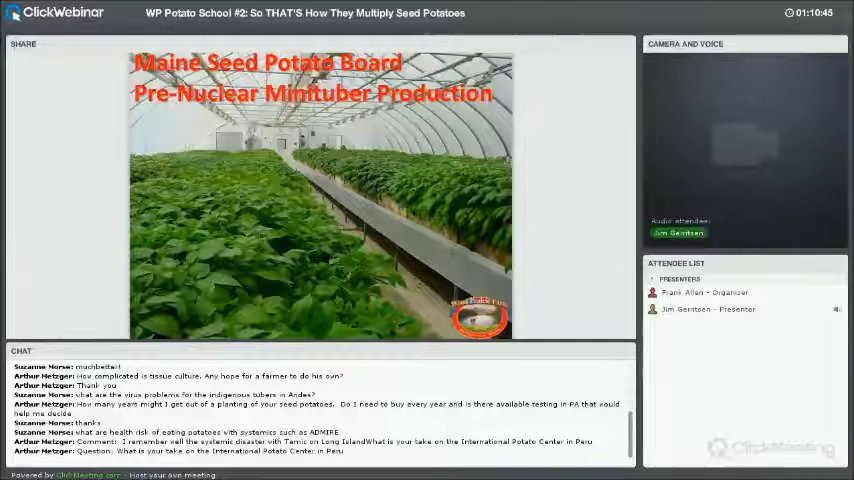 ClickWebinar
WP Potato School #2: So THAT'S How They Multiply Seed Potatoes
01:10:45
SHARE
Maine Seed Potato Board
Pre-Nuclear Minituber Production
Wood Prairie Farm
CAMERA AND VOICE
Audio attendee:
Jim Gerritsen
ATTENDEE LIST
PRESENTERS
Frank Allen - Organizer
Jim Gerritsen - Presenter
CHAT
Suzanne Morse: muchbetter!
Arthur Metzger: How complicated is tissue culture. Any hope for a farmer to do his own?
Arthur Metzger: Thank you
Suzanne Morse: what are the virus problems for the indigenous tubers in Andes?
Arthur Metzger: How many years might I get out of a planting of your seed potatoes. Do I need to buy every year and is there available testing in PA that would
help me decide
Suzanne Morse: thanks
Suzanne Morse: what are health risk of eating potatoes with systemics such as ADMIRE
Arthur Metzger: Comment: I remember well the systemic disaster with Temic on Long IslandWhat is your take on the International Potato Center in Peru
Arthur Metzger: Question: What is your take on the International Potato Center in Peru
ClickMeeting
Powered by ClickMeeting.com - Host your own meeting